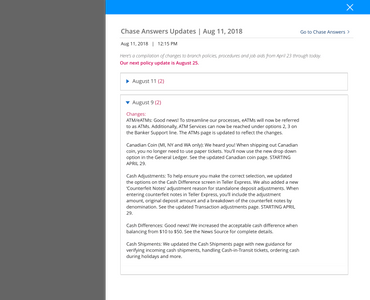 Chase Answers Updates | Aug 11, 2018
Go to Chase Answers
Aug 11, 2018 | 12:15 PM
Here's a compilation of changes to branch policies, procedures and job aids from April 23 through today.
Our next policy update is August 25.
August 11 (2)
August 9 (2)
Changes:
ATM/eATMs: Good news! To streamline our processes, eATMs will now be referred
to as ATMs. Additionally, ATM Services can now be reached under options 2, 3 on
the Banker Support line. The ATMs page is updated to reflect the changes.
Canadian Coin (MI, NY and WA only): We heard you! When shipping out Canadian
coin, you no longer need to use paper tickets. You'll now use the new drop down
option in the General Ledger. See the updated Canadian coin page. STARTING
APRIL 29.
Cash Adjustments: To help ensure you make the correct selection, we updated
the options on the Cash Difference screen in Teller Express. We also added a new
'Counterfeit Notes' adjustment reason for standalone deposit adjustments. When
entering counterfeit notes in Teller Express, you'll include the adjustment
amount, original deposit amount and a breakdown of the counterfeit notes by
denomination. See the updated Transaction adjustments page. STARTING APRIL
29.
Cash Differences: Good news! We increased the acceptable cash difference when
balancing from $10 to $50. See the News Source for complete details.
Cash Shipments: We updated the Cash Shipments page with new guidance for
verifying incoming cash shipments, handling Cash-in-Transit tickets, ordering cash
during holidays and more.